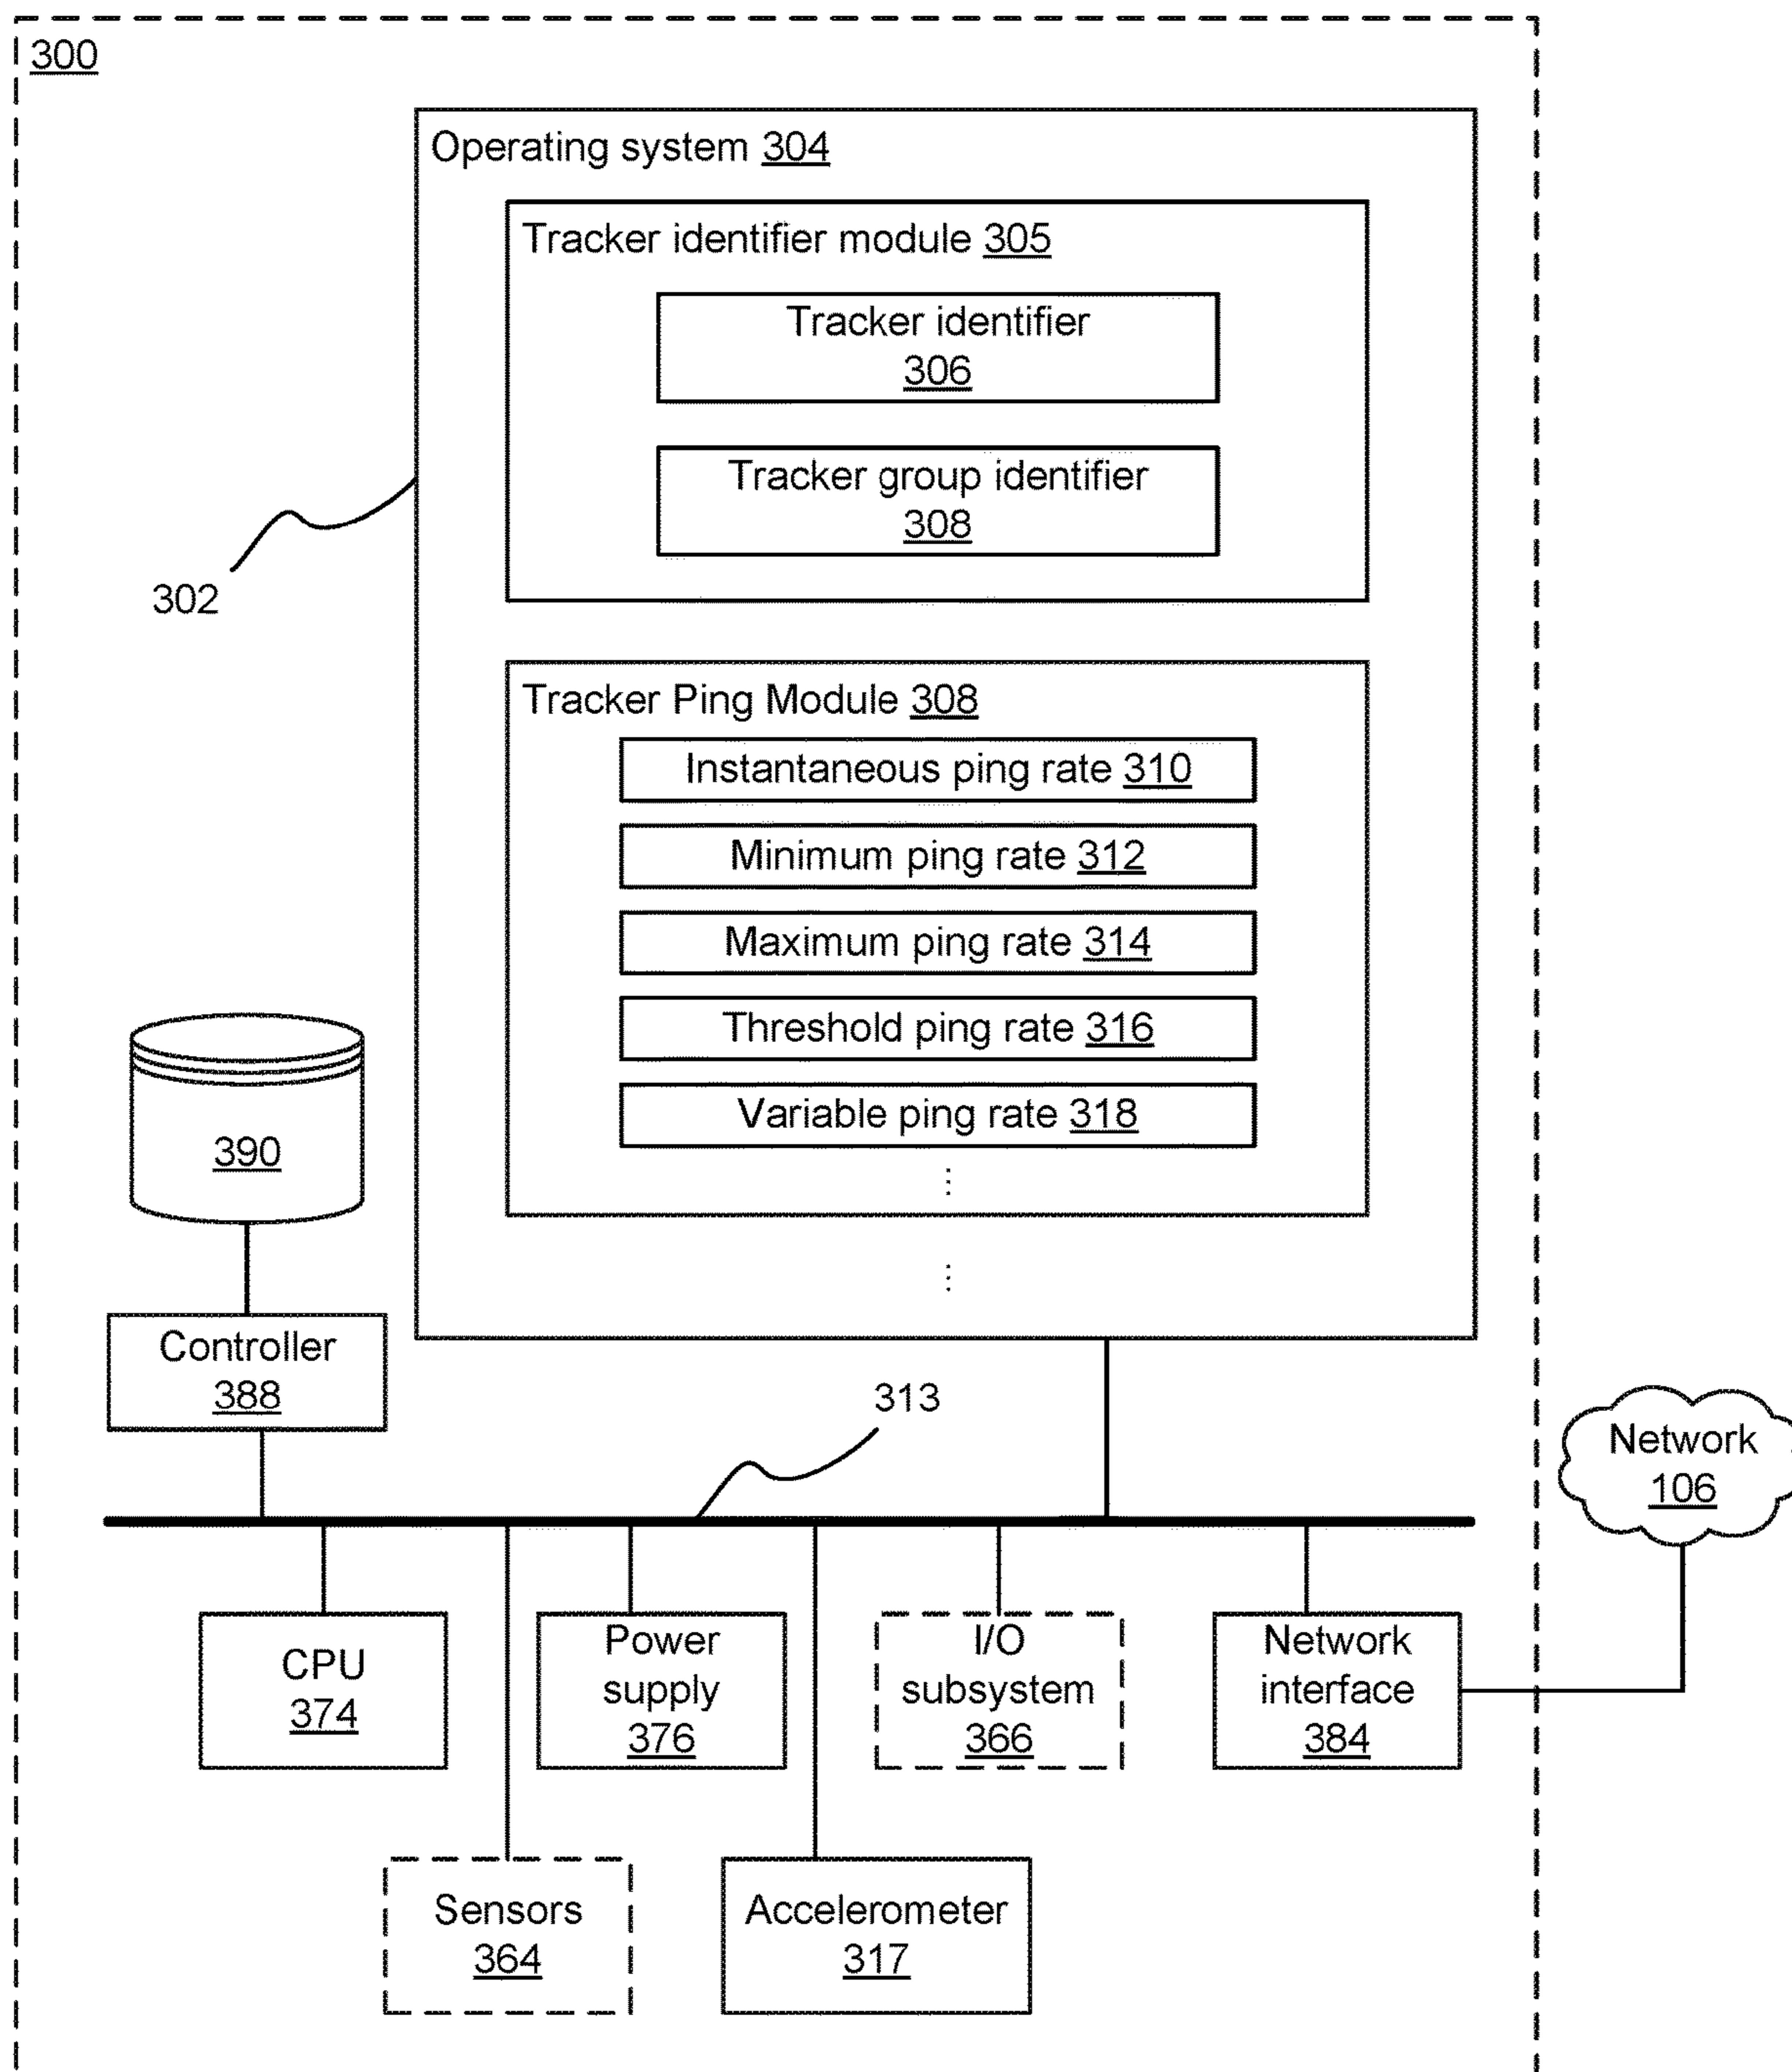 300
Operating system 304
Tracker identifier module 305
Tracker identifier
306
Tracker group identifier
308
302
Tracker Ping Module 308
Instantaneous ping rate 310
Minimum ping rate 312
Maximum ping rate 314
Threshold ping rate 316
Variable ping rate 318
⋮
⋮
390
Controller
388
313
Network
106
CPU
374
Power
supply
376
I/O
subsystem
366
Network
interface
384
Sensors
364
Accelerometer
317